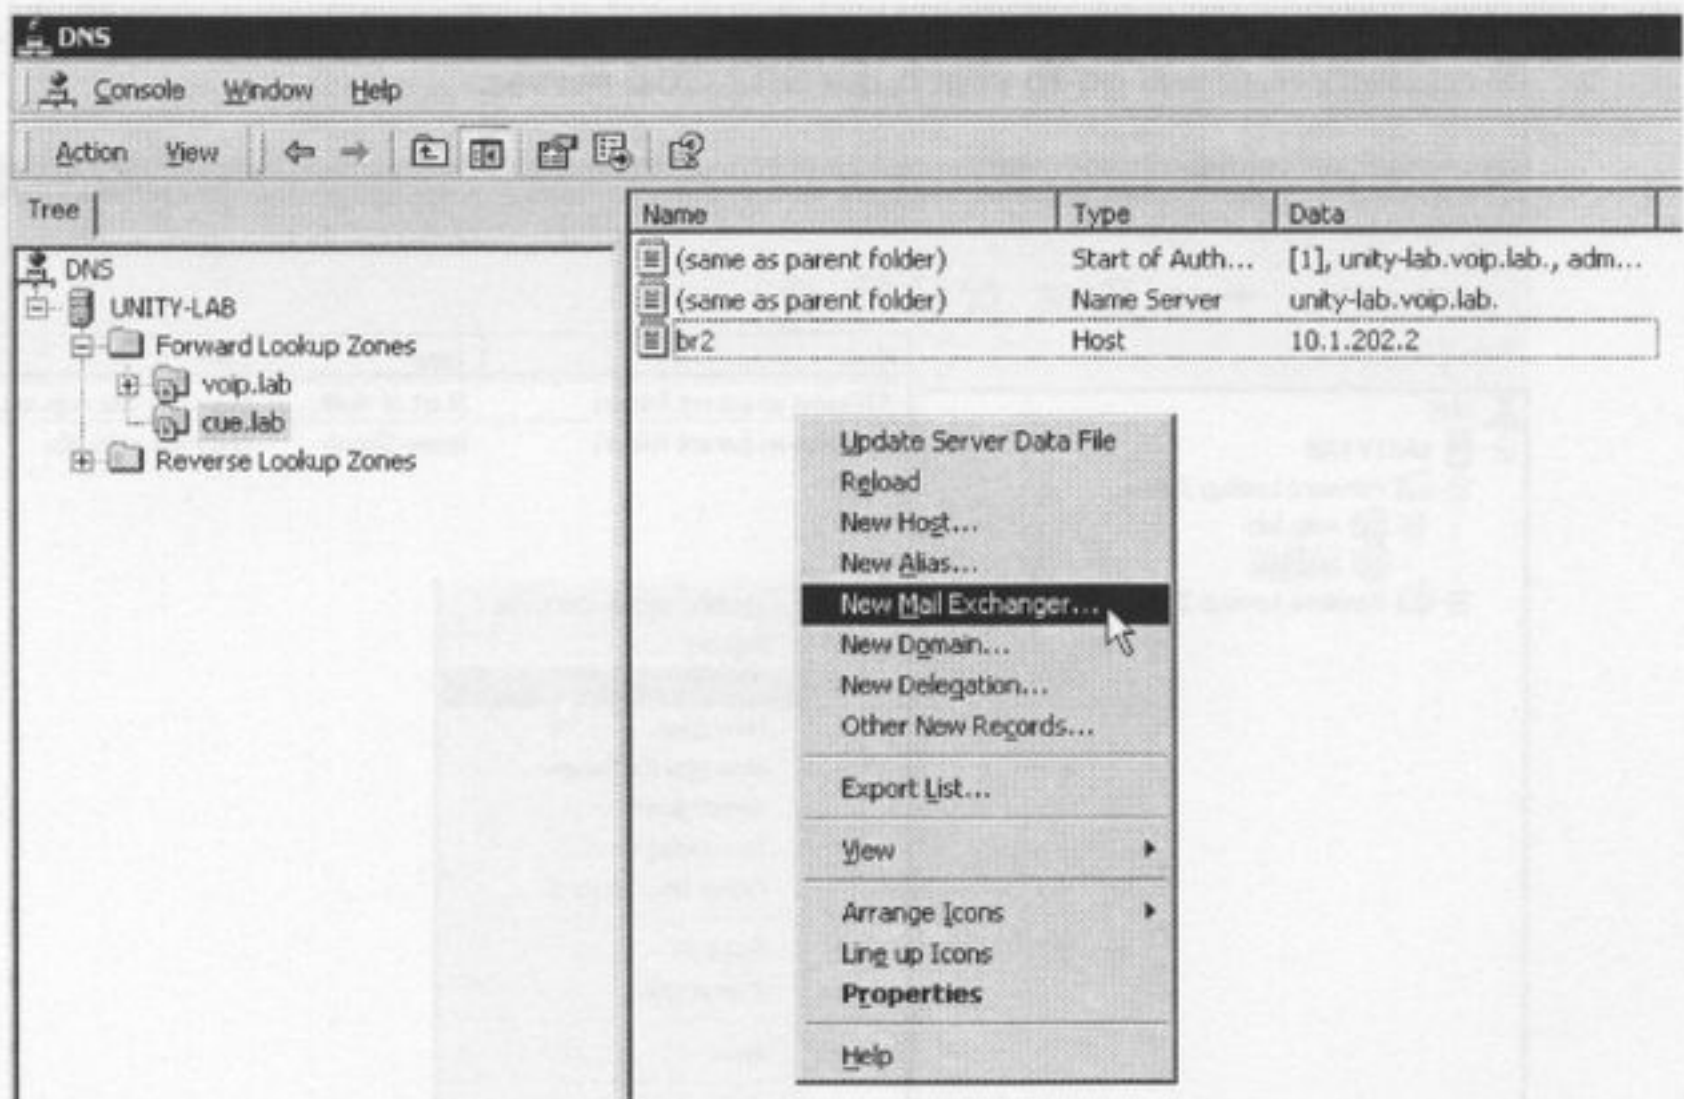 DNS
Console Window Help
Action View
Tree
DNS
UNITY-LAB
Forward Lookup Zones
voip.lab
cue.lab
Reverse Lookup Zones
Name Type Data
(same as parent folder) Start of Auth... [1], unity-lab.voip.lab., adm...
(same as parent folder) Name Server unity-lab.voip.lab.
br2 Host 10.1.202.2
Update Server Data File
Reload
New Host...
New Alias...
New Mail Exchanger...
New Domain...
New Delegation...
Other New Records...
Export List...
View
Arrange Icons
Line up Icons
Properties
Help